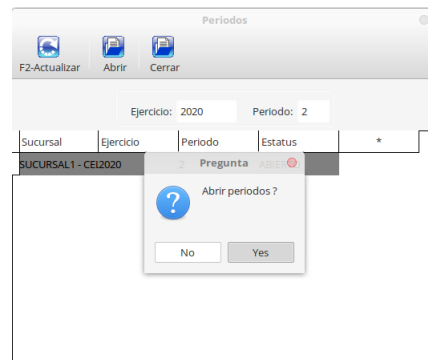 Periodos
F2-Actualizar Abrir Cerrar
Ejercicio: 2020 Periodo: 2
Sucursal Ejercicio Periodo Estatus *
SUCURSAL1 - CEI2020 2
Pregunta
Abrir periodos ?
No Yes